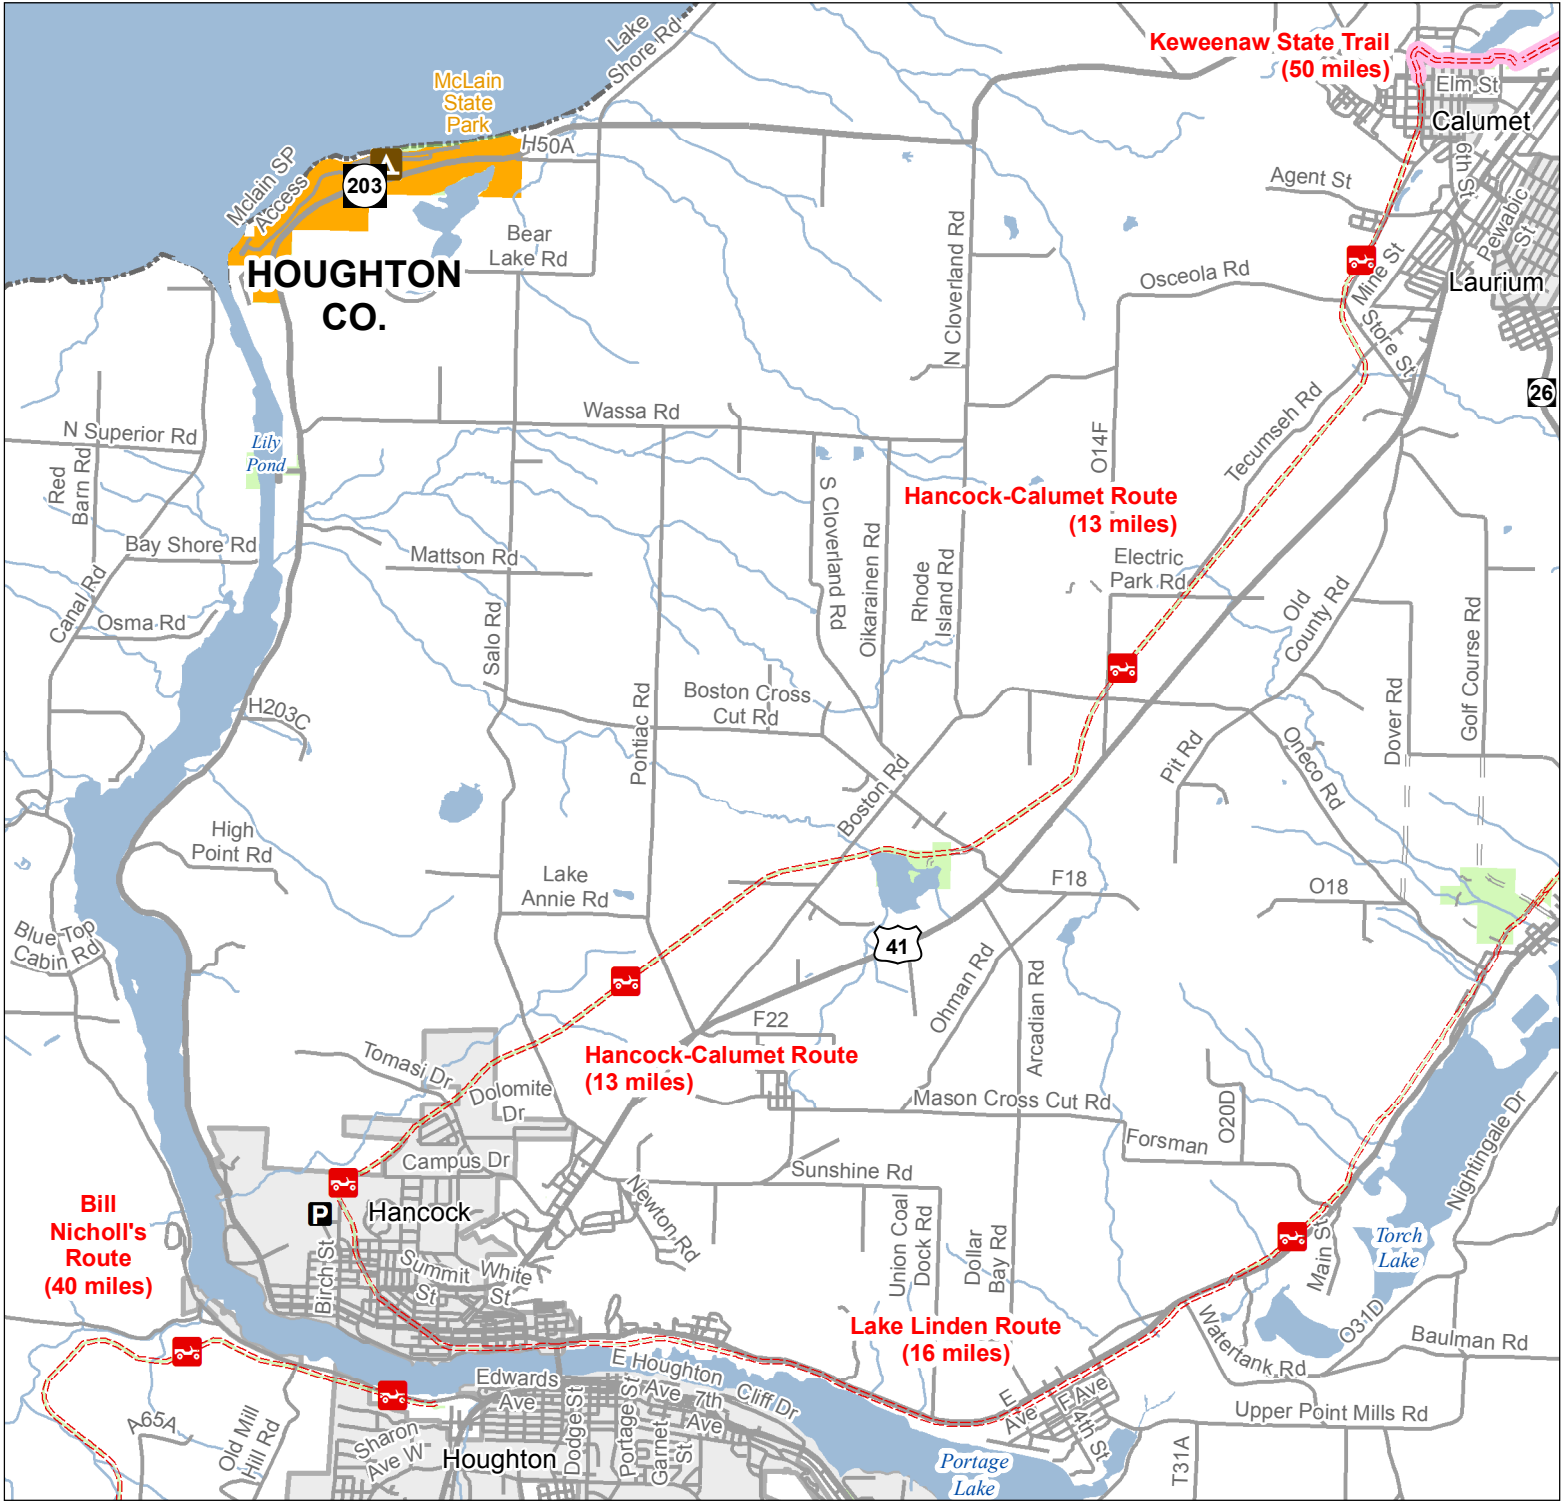 Lake
Shore Rd
Keweenaw State Trail
(50 miles)
Elm St
Calumet
McLain
State
Park
H50A
203
Mclain SP
Access
6th St
Agent St
Pewabic
St
Bear
Lake Rd
HOUGHTON
CO.
N Cloverland Rd
Osceola Rd
Mine St
Laurium
Store St
26
Wassa Rd
N Superior Rd
Lily
Pond
Red
Barn Rd
O14F
Tecumseh Rd
S Cloverland Rd
Oikarainen Rd
Hancock-Calumet Route
(13 miles)
Bay Shore Rd
Mattson Rd
Rhode
Island Rd
Electric
Park Rd
Canal Rd
Osma Rd
Salo Rd
Old
County Rd
Golf Course Rd
Dover Rd
Pontiac Rd
Boston Cross
Cut Rd
H203C
Pit Rd
Oneco Rd
Boston Rd
High
Point Rd
Lake
Annie Rd
F18
O18
Blue Top
Cabin Rd
41
Ohman Rd
Arcadian Rd
F22
Hancock-Calumet Route
(13 miles)
Tomasi Dr
Dolomite
Dr
Mason Cross Cut Rd
O20D
Forsman
Nightingale Dr
Campus Dr
Sunshine Rd
Newton Rd
P
Hancock
Bill
Nicholl's
Route
(40 miles)
Birch St
Summit
St
White
St
Union Coal
Dock Rd
Dollar
Bay Rd
Main St
Torch
Lake
O31D
Lake Linden Route
(16 miles)
Watertank Rd
Baulman Rd
E Houghton
Ave
Edwards
Ave
7th
Ave
Cliff Dr
E
Ave
F Ave
4th St
Upper Point Mills Rd
A65A
Old Mill
Hill Rd
Sharon
Ave W
Houghton
Dodge St
Portage St
Garnet
St
Portage
Lake
T31A